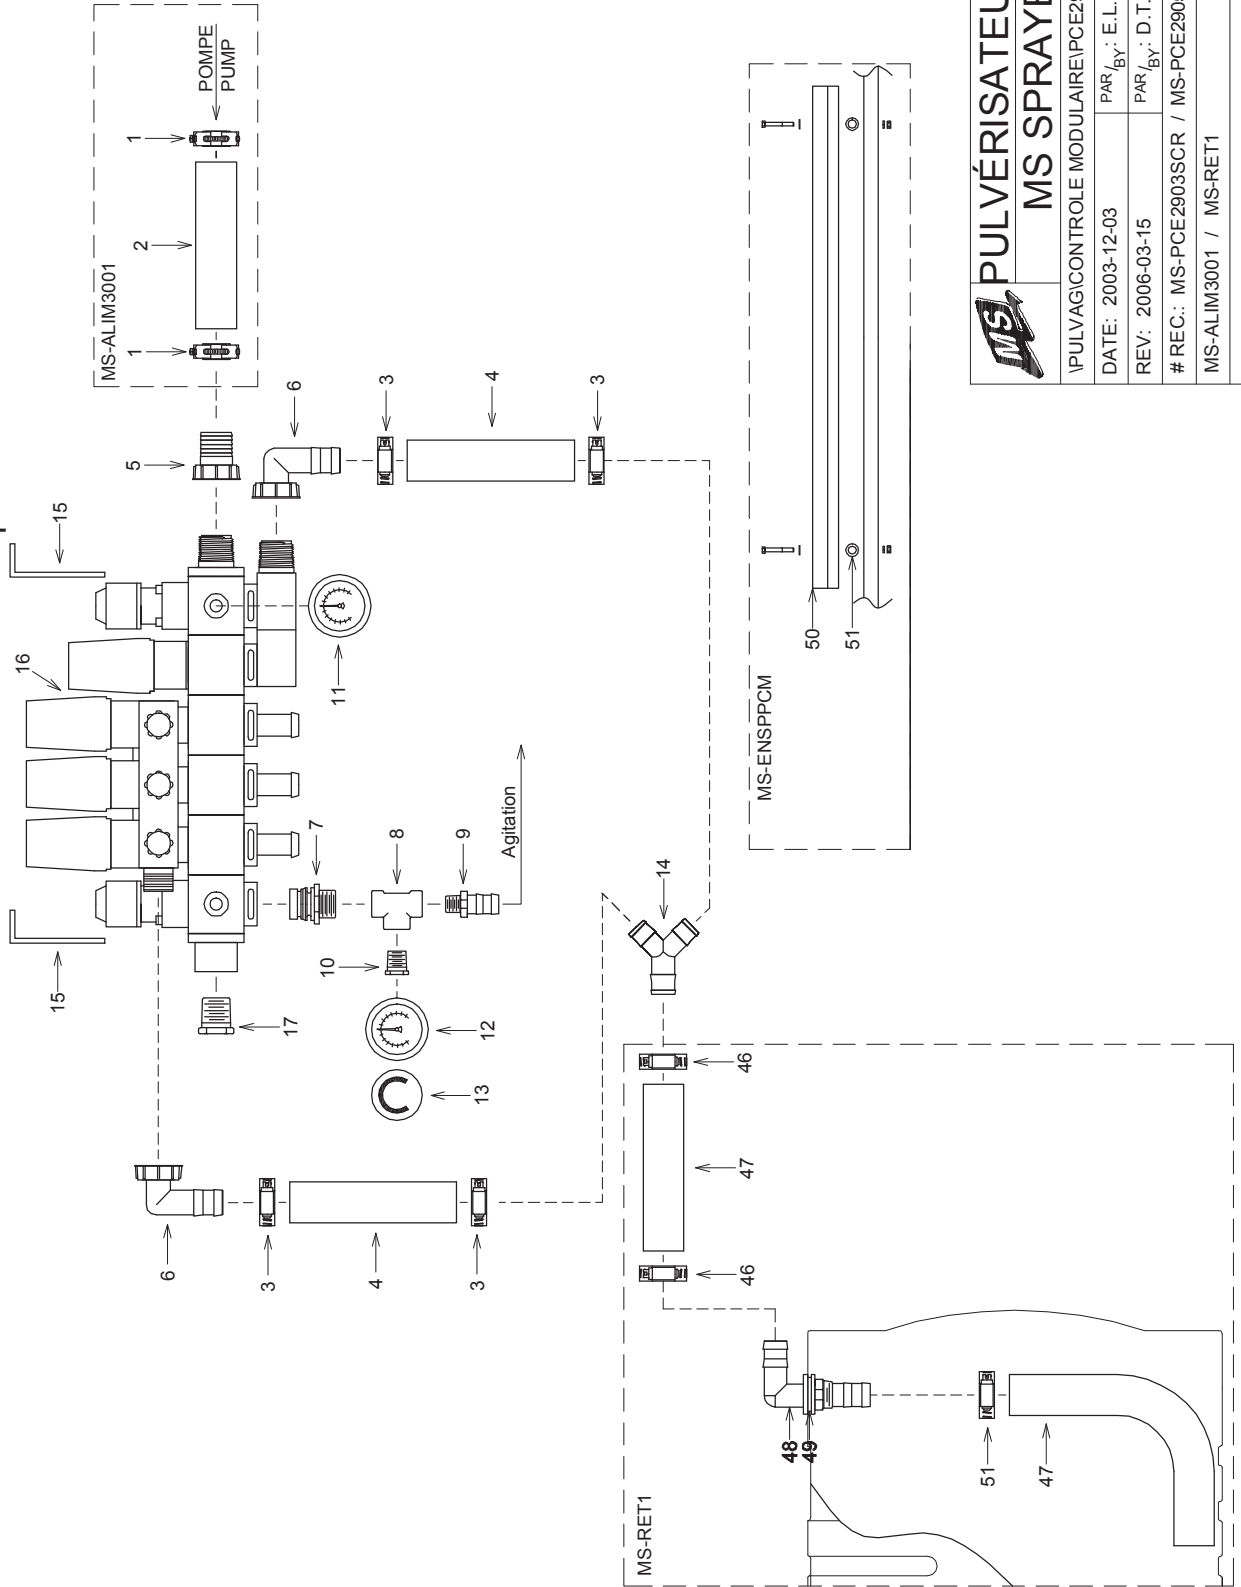 16
15
15
MS-ALIM3001
5
1
1
2
6
POMPE
PUMP
3
17
6
7
10
11
4
3
8
9
3
13
12
4
Agitation
3
MS-RET1
14
46
46
47
MS-ENSPPCM
48
49
50
51
51
47
MS
PULVÉRISATEU
MS SPRAYE
\PULVAG\CONTROLE MODULAIRE\PCE29
DATE: 2003-12-03 PAR/BY: E.L.
REV: 2006-03-15 PAR/BY: D.T.
# REC.: MS-PCE2903SCR / MS-PCE290
MS-ALIM3001 / MS-RET1